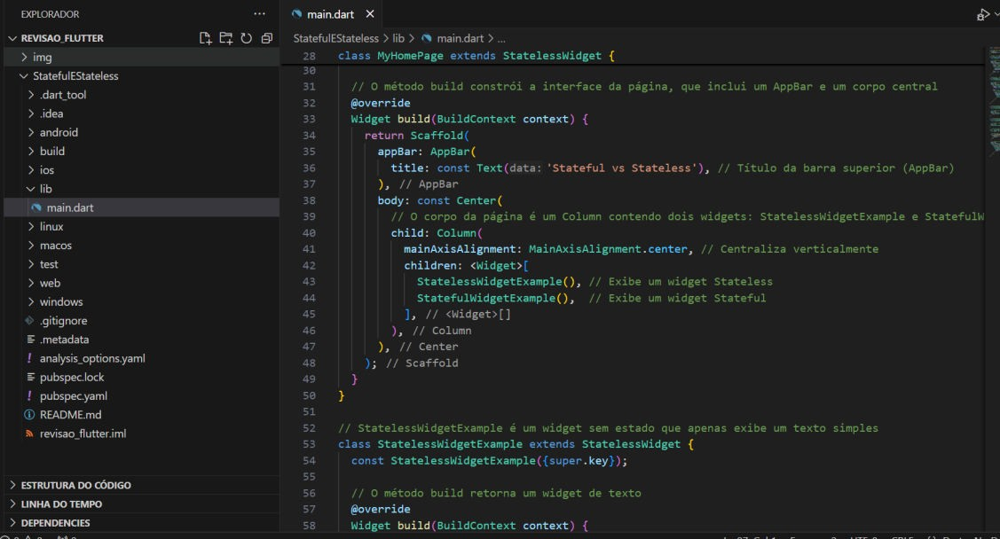 EXPLORADOR
REVISAO_FLUTTER
img
StatefulEStateless
.dart_tool
.idea
android
build
ios
lib
main.dart
linux
macos
test
web
windows
.gitignore
.metadata
analysis_options.yaml
pubspec.lock
pubspec.yaml
README.md
revisao_flutter.iml
ESTRUTURA DO CÓDIGO
LINHA DO TEMPO
DEPENDENCIES
main.dart
StatefulEStateless > lib > main.dart > ...
28 class MyHomePage extends StatelessWidget {
30
31 // O método build constrói a interface da página, que inclui um AppBar e um corpo central
32 @override
33 Widget build(BuildContext context) {
34 return Scaffold(
35 appBar: AppBar(
36 title: const Text(data: 'Stateful vs Stateless'), // Título da barra superior (AppBar)
37 ), // AppBar
38 body: const Center(
39 // O corpo da página é um Column contendo dois widgets: StatelessWidgetExample e StatefulW
40 child: Column(
41 mainAxisAlignment: MainAxisAlignment.center, // Centraliza verticalmente
42 children: <Widget>[
43 StatelessWidgetExample(), // Exibe um widget Stateless
44 StatefulWidgetExample(), // Exibe um widget Stateful
45 ], // <Widget>[]
46 ), // Column
47 ), // Center
48 ); // Scaffold
49 }
50 }
51
52 // StatelessWidgetExample é um widget sem estado que apenas exibe um texto simples
53 class StatelessWidgetExample extends StatelessWidget {
54 const StatelessWidgetExample({super.key});
55
56 // O método build retorna um widget de texto
57 @override
58 Widget build(BuildContext context) {